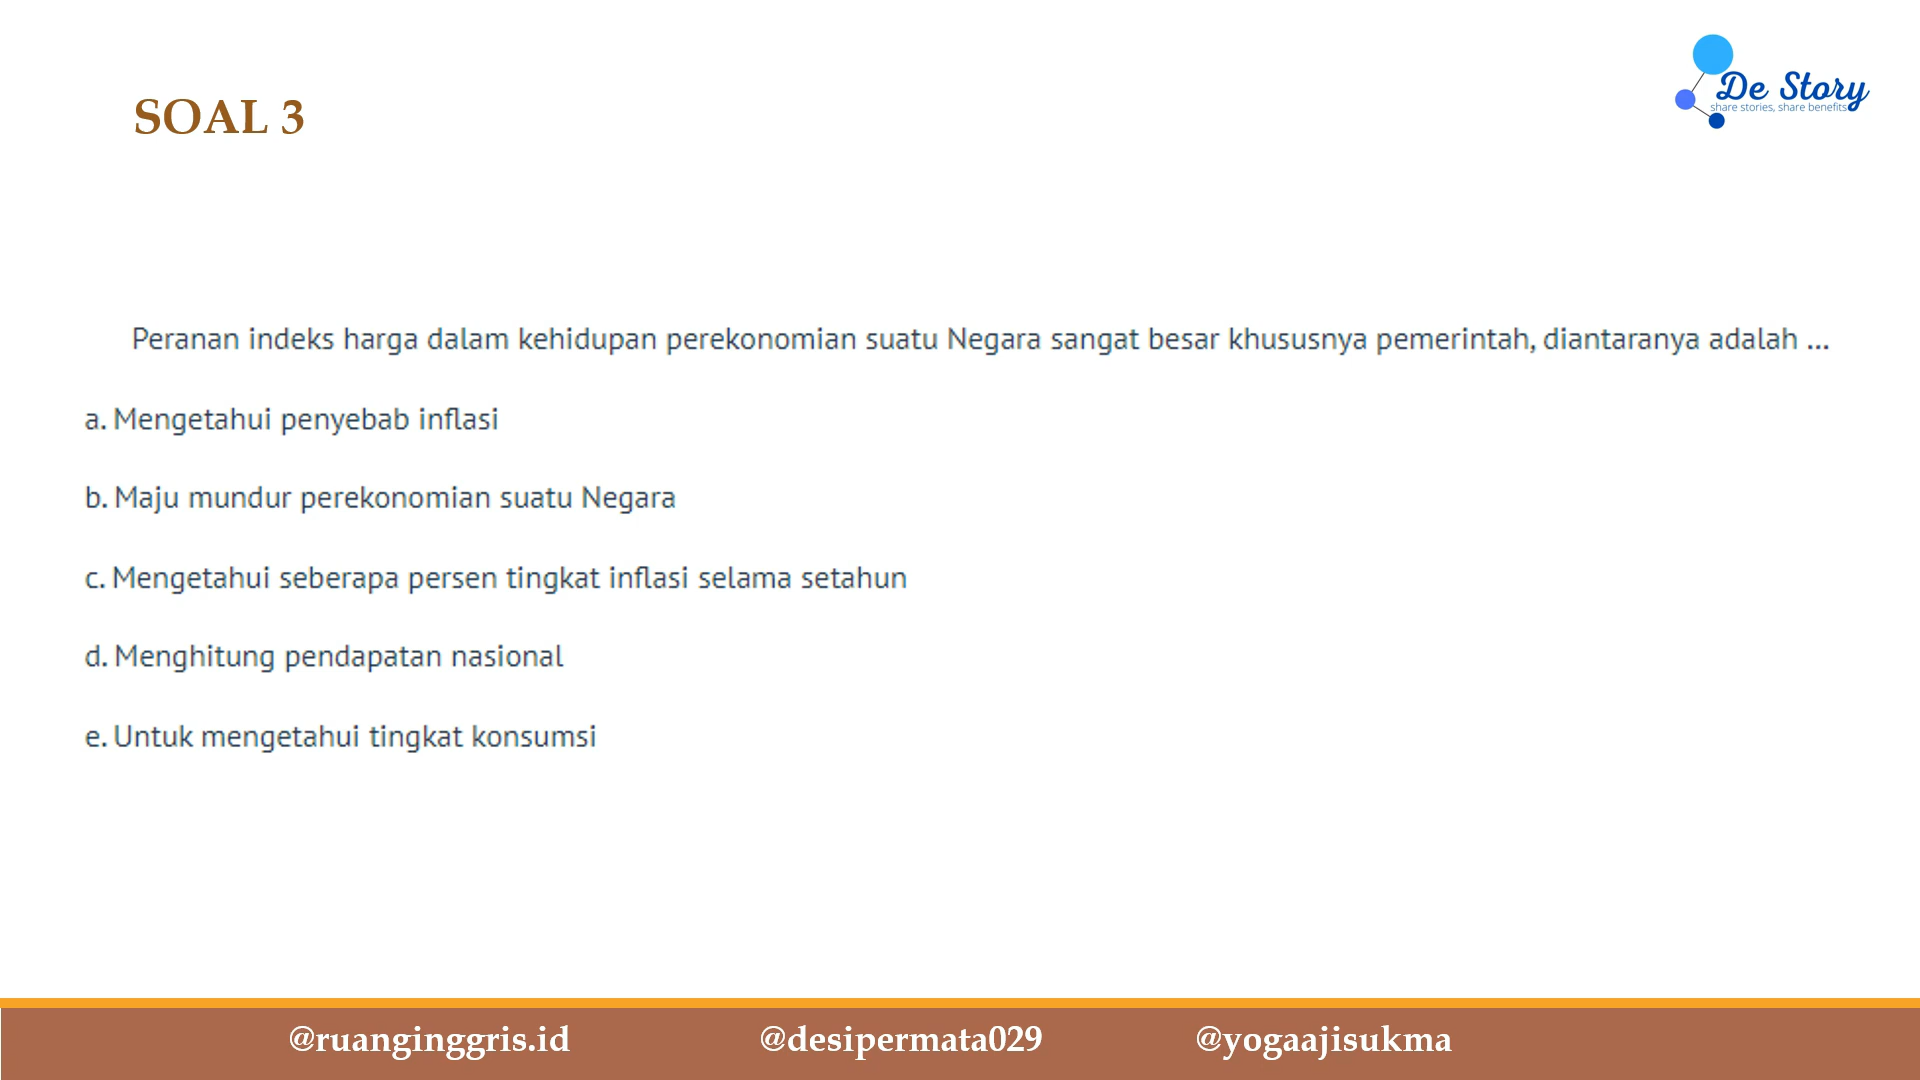 De Story
share stories, share benefits
SOAL 3
Peranan indeks harga dalam kehidupan perekonomian suatu Negara sangat besar khususnya pemerintah, diantaranya adalah ...
a. Mengetahui penyebab inflasi
b. Maju mundur perekonomian suatu Negara
c. Mengetahui seberapa persen tingkat inflasi selama setahun
d. Menghitung pendapatan nasional
e. Untuk mengetahui tingkat konsumsi
@ruanginggris.id @desipermata029 @yogaajisukma